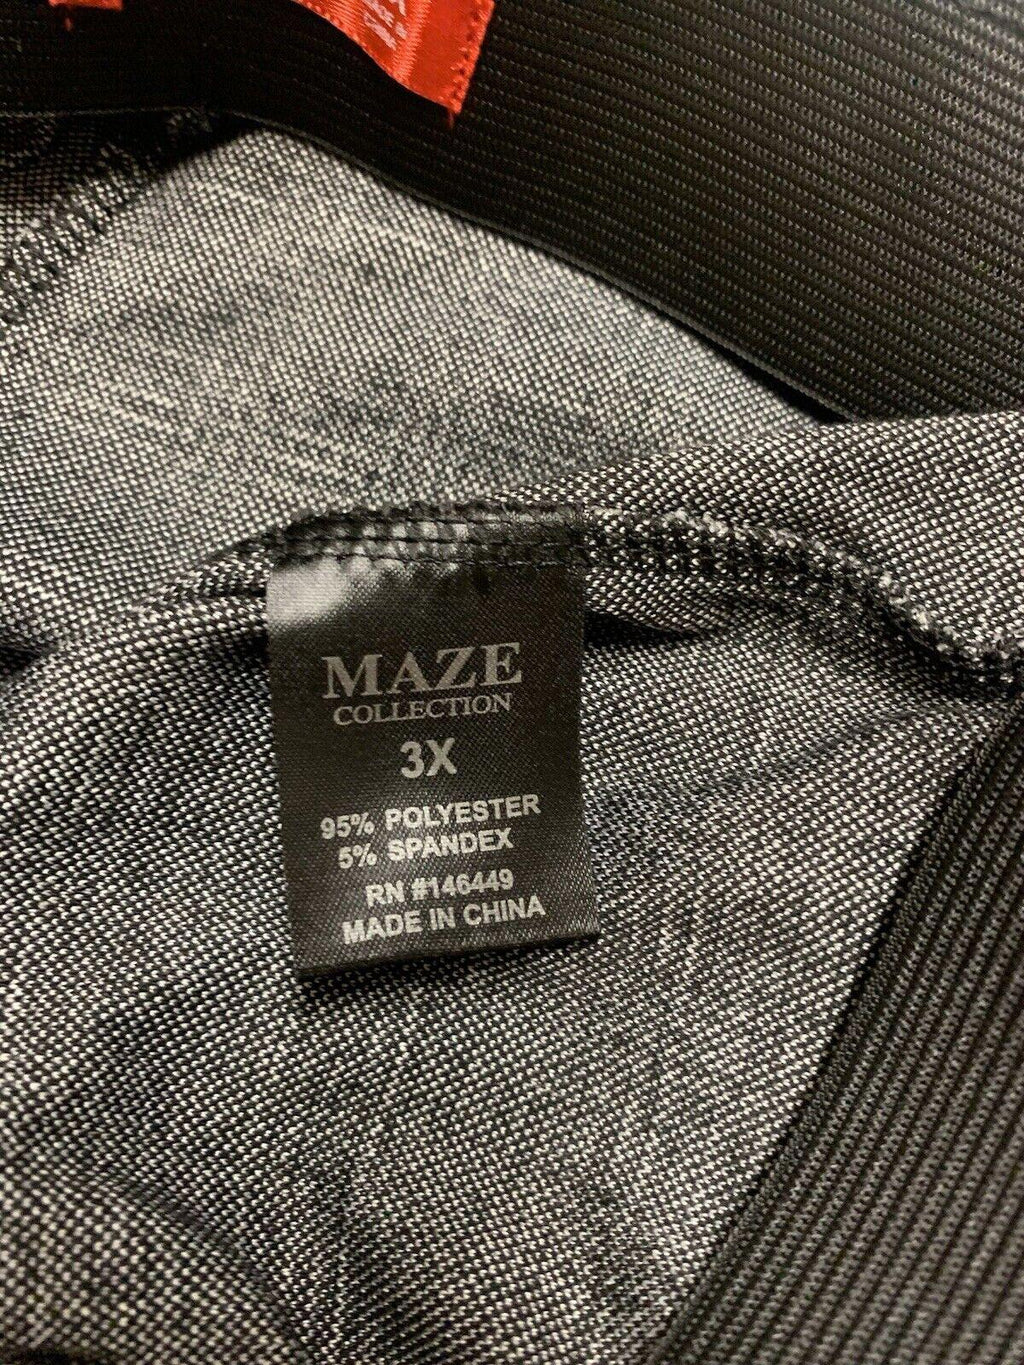 MAZE
COLLECTION
3X
95% POLYESTER
5% SPANDEX
RN #146449
MADE IN CHINA